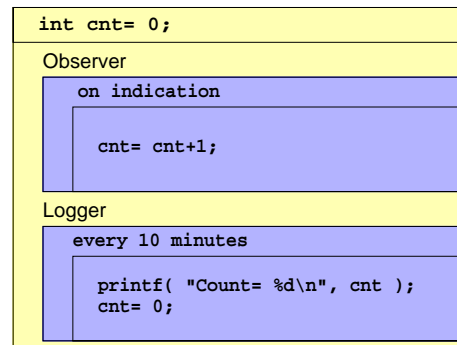 int cnt= 0;
Observer
on indication
cnt= cnt+1;
Logger
every 10 minutes
printf( "Count= %d\n", cnt );
cnt= 0;